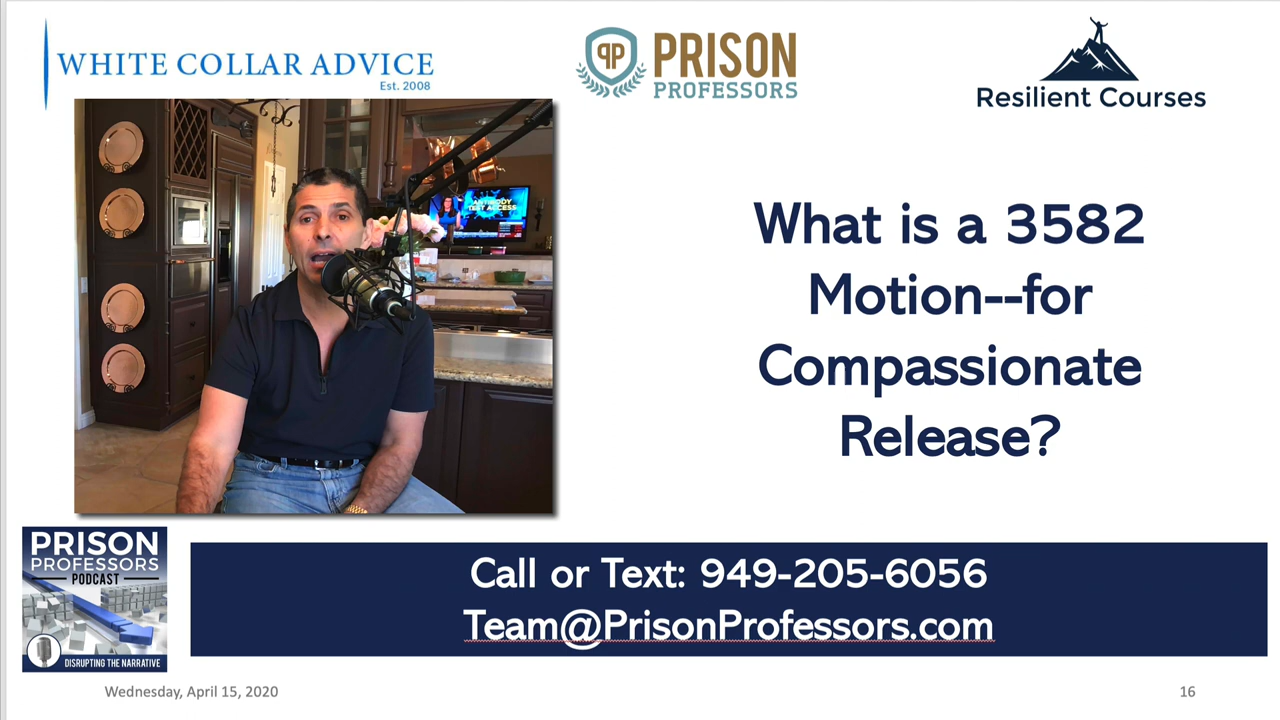 WHITE COLLAR ADVICE
Est. 2008
PRISON
PROFESSORS
Resilient Courses
What is a 3582
Motion--for
Compassionate
Release?
PRISON
PROFESSORS
PODCAST
DISRUPTING THE NARRATIVE
Call or Text: 949-205-6056
Team@PrisonProfessors.com
Wednesday, April 15, 2020
16